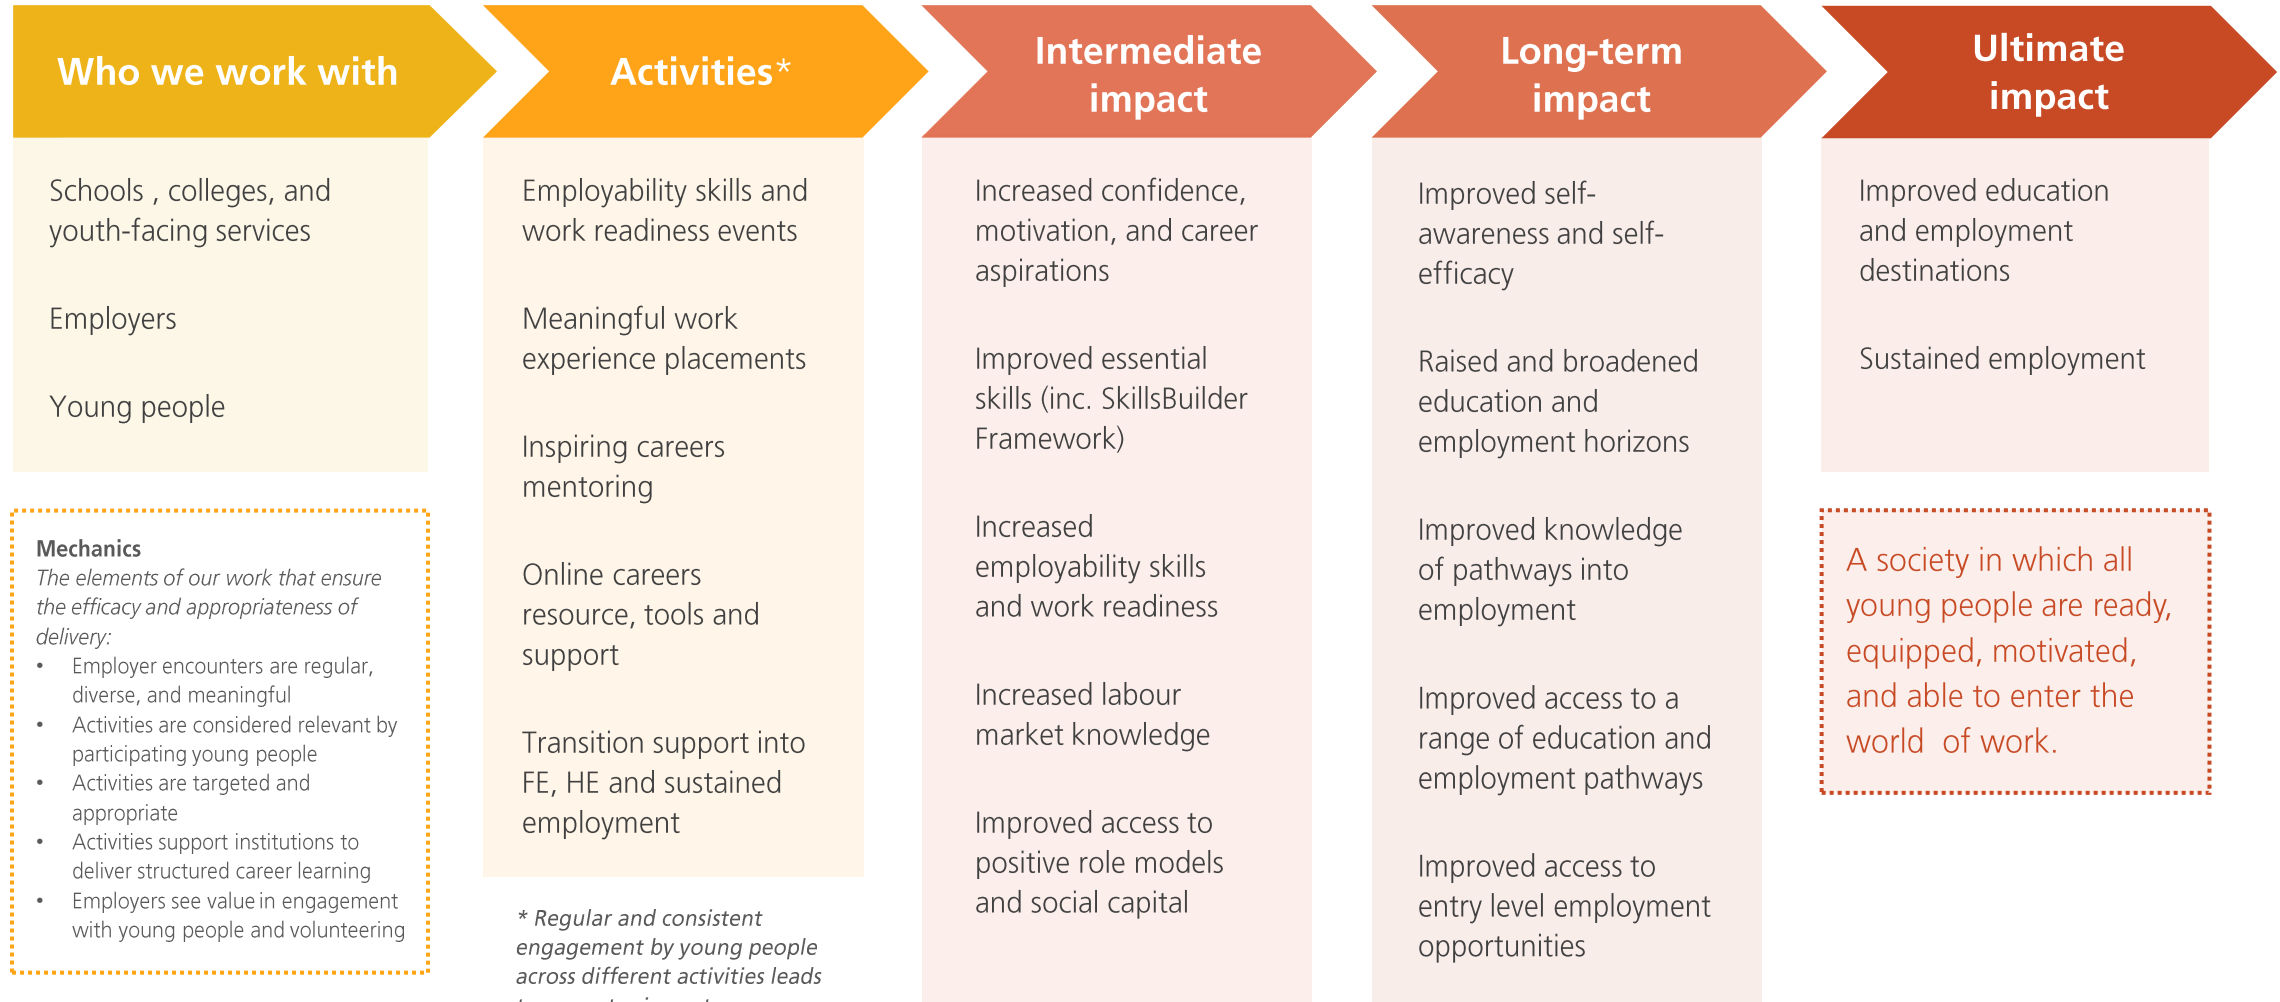 Who we work with
Schools , colleges, and
youth-facing services
Employers
Young people
Mechanics
The elements of our work that ensure
the efficacy and appropriateness of
delivery:
• Employer encounters are regular,
diverse, and meaningful
• Activities are considered relevant by
participating young people
• Activities are targeted and
appropriate
• Activities support institutions to
deliver structured career learning
• Employers see value in engagement
with young people and volunteering
Activities*
Employability skills and
work readiness events
Meaningful work
experience placements
Inspiring careers
mentoring
Online careers
resource, tools and
support
Transition support into
FE, HE and sustained
employment
* Regular and consistent
engagement by young people
across different activities leads
Intermediate
impact
Increased confidence,
motivation, and career
aspirations
Improved essential
skills (inc. SkillsBuilder
Framework)
Increased
employability skills
and work readiness
Increased labour
market knowledge
Improved access to
positive role models
and social capital
Long-term
impact
Improved self-
awareness and self-
efficacy
Raised and broadened
education and
employment horizons
Improved knowledge
of pathways into
employment
Improved access to a
range of education and
employment pathways
Improved access to
entry level employment
opportunities
Ultimate
impact
Improved education
and employment
destinations
Sustained employment
A society in which all
young people are ready,
equipped, motivated,
and able to enter the
world of work.